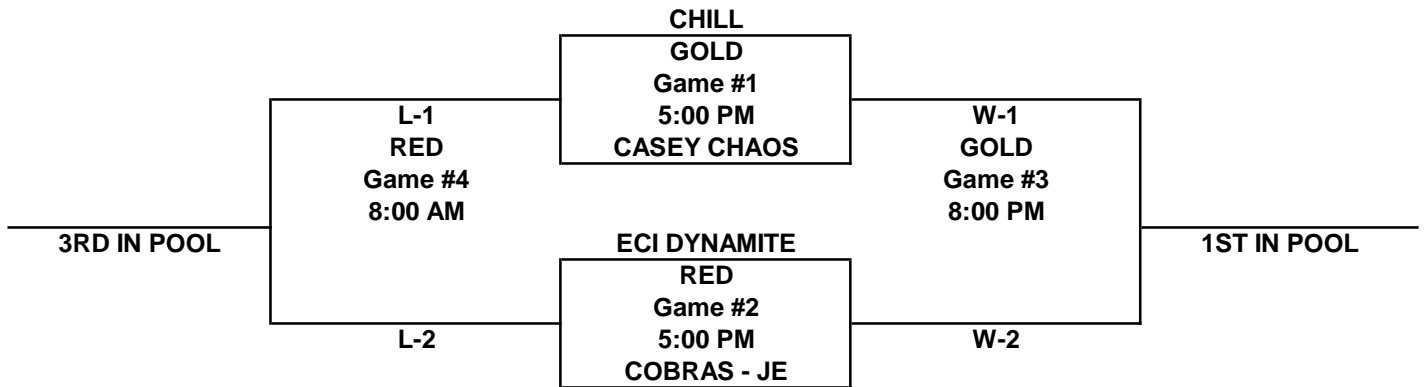 CHILL
GOLD
Game #1
5:00 PM
CASEY CHAOS
L-1
RED
Game #4
8:00 AM
W-1
GOLD
Game #3
8:00 PM
3RD IN POOL
1ST IN POOL
ECI DYNAMITE
RED
Game #2
5:00 PM
COBRAS - JE
L-2
W-2